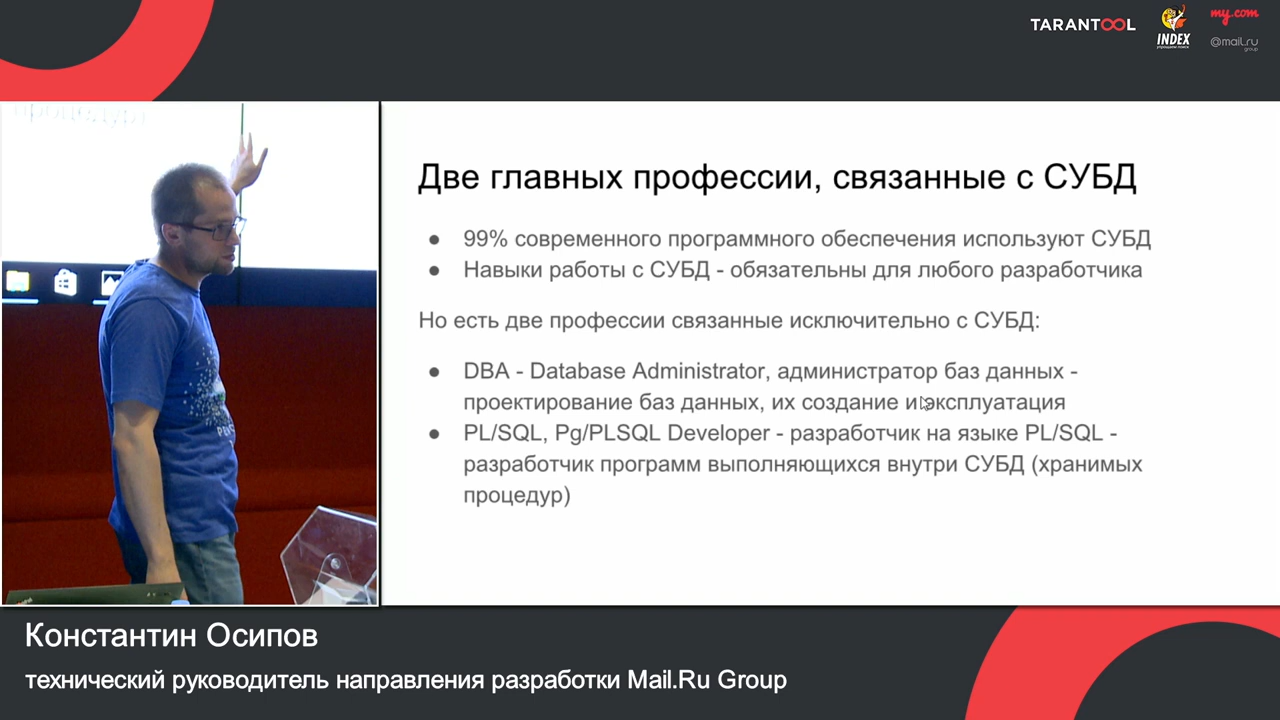 TARANTOOL
INDEX
my.com
@mail.ru
group
Две главных профессии, связанные с СУБД
● 99% современного программного обеспечения используют СУБД
● Навыки работы с СУБД - обязательны для любого разработчика
Но есть две профессии связанные исключительно с СУБД:
● DBA - Database Administrator, администратор баз данных -
проектирование баз данных, их создание и эксплуатация
● PL/SQL, Pg/PLSQL Developer - разработчик на языке PL/SQL -
разработчик программ выполняющихся внутри СУБД (хранимых
процедур)
Константин Осипов
технический руководитель направления разработки Mail.Ru Group